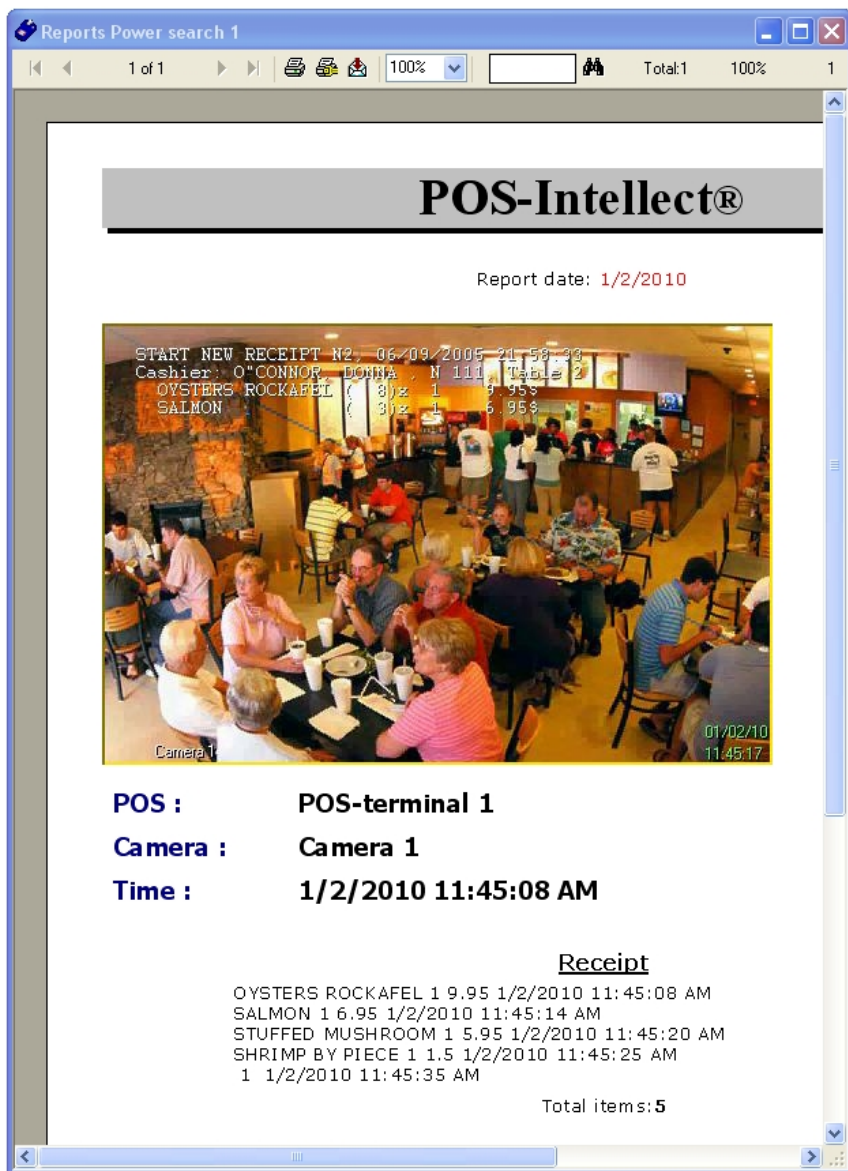 Reports Power search 1
1 of 1 100% Total:1 100% 1
POS-Intellect®
Report date: 1/2/2010
START NEW RECEIPT N2, 06/09/2005 21:58:33
Cashier: O"CONNOR, DONNA , N 111, Table 2
OYSTERS ROCKAFEL ( 8)x 1 9.95$
SALMON ( 3)x 1 6.95$
01/02/10
Camera 1 11:45:17
POS : POS-terminal 1
Camera : Camera 1
Time : 1/2/2010 11:45:08 AM
Receipt
OYSTERS ROCKAFEL 1 9.95 1/2/2010 11:45:08 AM
SALMON 1 6.95 1/2/2010 11:45:14 AM
STUFFED MUSHROOM 1 5.95 1/2/2010 11:45:20 AM
SHRIMP BY PIECE 1 1.5 1/2/2010 11:45:25 AM
1 1/2/2010 11:45:35 AM
Total items:5